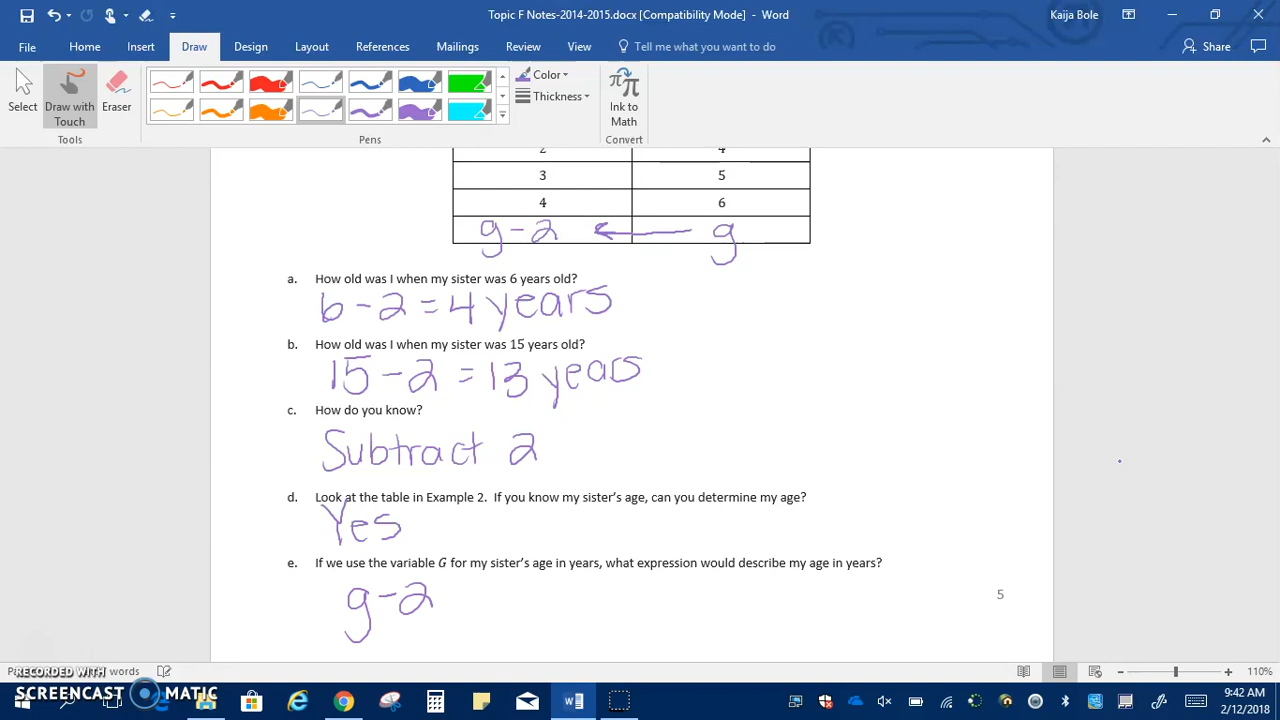 Topic F Notes-2014-2015.docx [Compatibility Mode] - Word
Kaija Bole
File Home Insert Draw Design Layout References Mailings Review View Tell me what you want to do Share
Select
Draw with Touch
Eraser
Color
Thickness
Ink to Math
Tools
Pens
Convert
2 4
3 5
4 6
g-2 g
a. How old was I when my sister was 6 years old?
6-2=4 years
b. How old was I when my sister was 15 years old?
15-2=13 years
c. How do you know?
Subtract 2
d. Look at the table in Example 2. If you know my sister's age, can you determine my age?
Yes
e. If we use the variable G for my sister's age in years, what expression would describe my age in years?
g-2
5
words
110%
RECORDED WITH
SCREENCAST MATIC
9:42 AM
2/12/2018